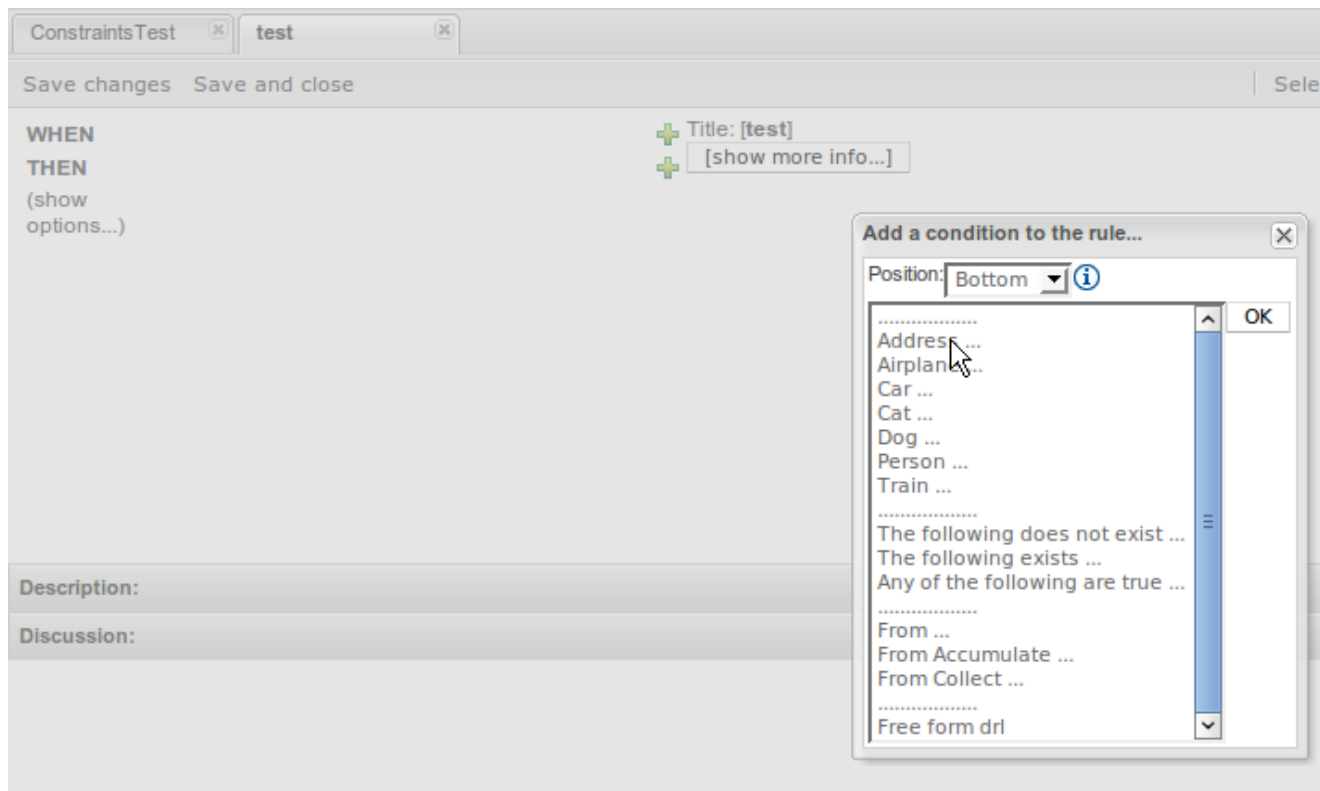 ConstraintsTest test
Save changes Save and close Sele
WHEN
THEN
(show
options...)
Title: [test]
[show more info...]
Add a condition to the rule...
Position: Bottom
OK
..................
Address ...
Airplane ...
Car ...
Cat ...
Dog ...
Person ...
Train ...
..................
The following does not exist ...
The following exists ...
Any of the following are true ...
..................
From ...
From Accumulate ...
From Collect ...
..................
Free form drl
Description:
Discussion: